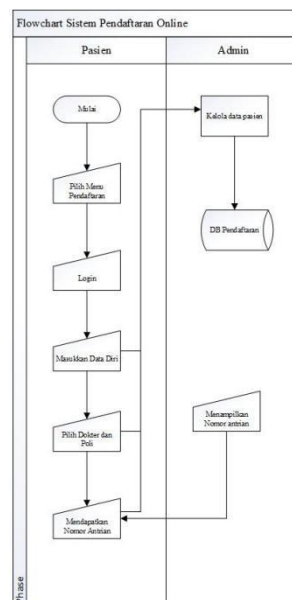 Flowchart Sistem Pendaftaran Online
Pasien
Admin
Mulai
Pilih Menu
Pendaftaran
Login
Masukkan Data Diri
Pilih Dokter dan
Poli
Mendapatkan
Nomor Antrian
Kelola data pasien
DB Pendaftaran
Menampilkan
Nomor antrian
Phase